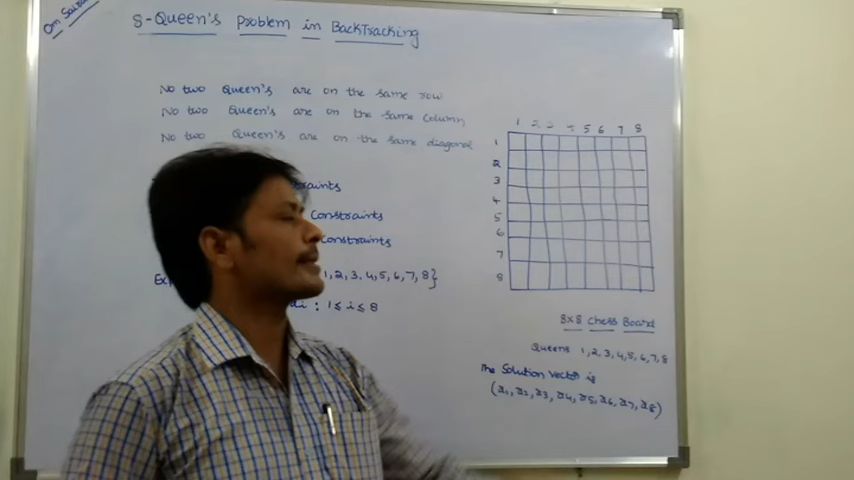 Om
8-Queen's Problem in BackTracking
No two Queen's are on the same row
No two Queen's are on the same column
No two Queen's are on the same diagonal
Constraints
Constraints
: 1 ≤ i ≤ 8
1,2,3,4,5,6,7,8}
1 2 3 4 5 6 7 8
1
2
3
4
5
6
7
8
8x8 Chess Board
Queens 1,2,3,4,5,6,7,8
The Solution vector is
(x1, x2, x3, x4, x5, x6, x7, x8)